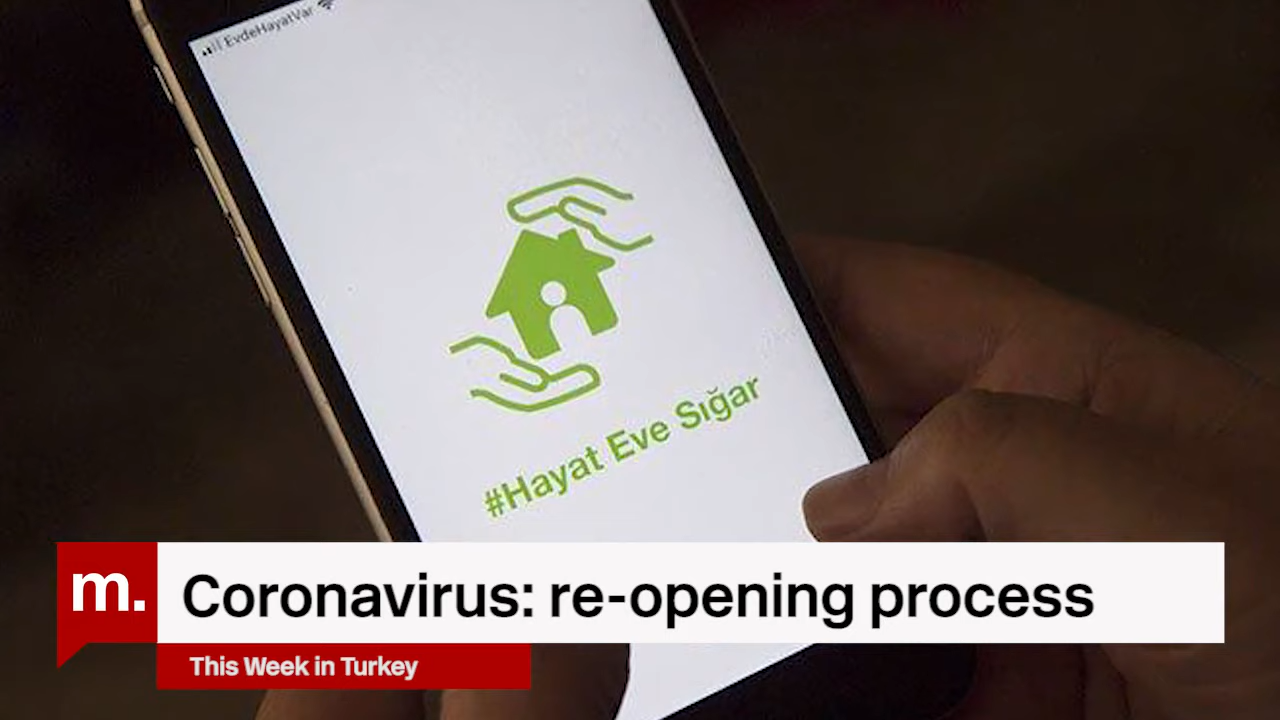 EvdeHayatVar
#Hayat Eve Sığar
m. Coronavirus: re-opening process
This Week in Turkey